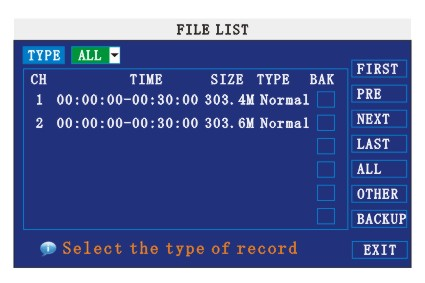 FILE LIST
TYPE ALL
CH TIME SIZE TYPE BAK
1 00:00:00-00:30:00 303.4M Normal
2 00:00:00-00:30:00 303.6M Normal
FIRST
PRE
NEXT
LAST
ALL
OTHER
BACKUP
Select the type of record
EXIT